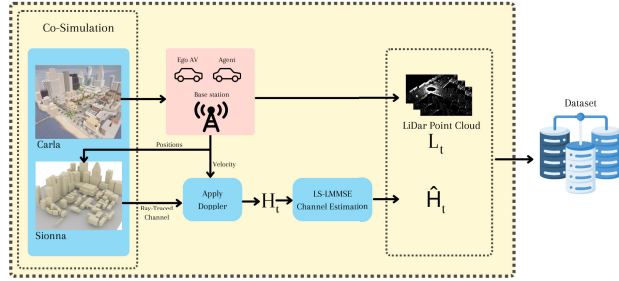 Co-Simulation
Carla
Sionna
Ego AV
Agent
Base station
Positions
Velocity
Ray-Traced
Channel
Apply
Doppler
Hₜ
LS-LMMSE
Channel Estimation
LiDar Point Cloud
Lₜ
Ĥₜ
Dataset